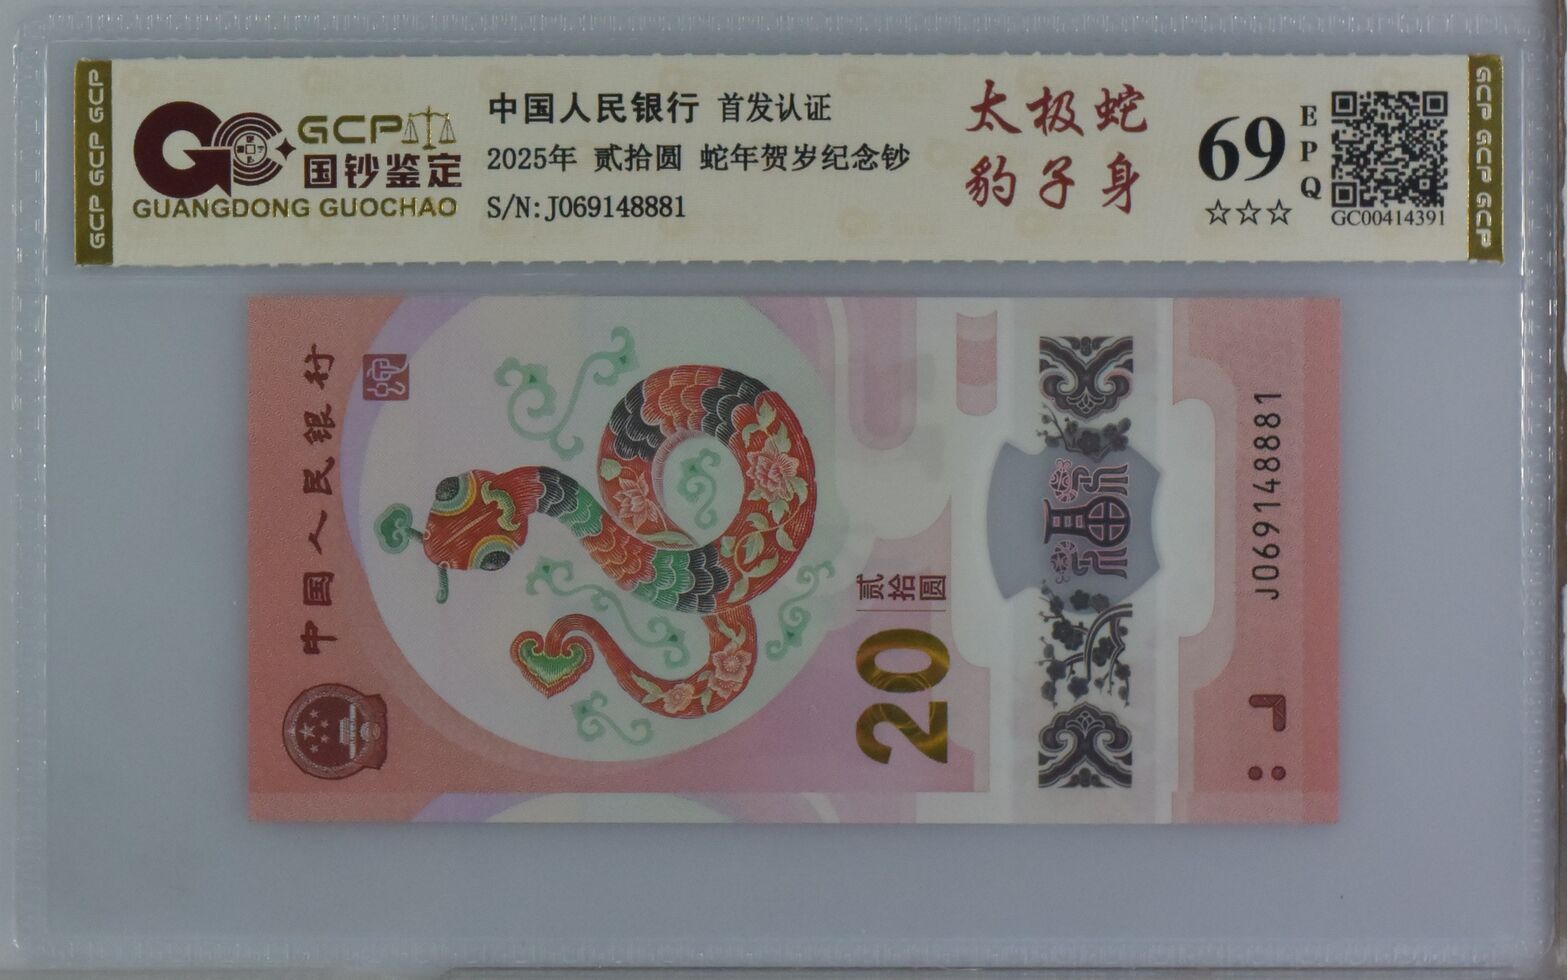 GCP GCP GCP
GCP
国钞鉴定
GUANGDONG GUOCHAO
中国人民银行 首发认证
2025年 贰拾圆 蛇年贺岁纪念钞
S/N: J069148881
太极蛇
豹子身
69
EPQ
☆☆☆
GC00414391
GCP GCP GCP
中国人民银行
贰拾圆
20
J069148881